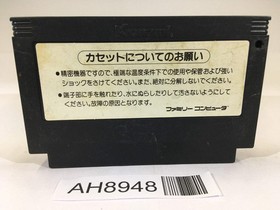 カセットについてのお願い
●精密機器ですので、極端な温度条件下での使用や保管および強い
ショックをさけてください。また、絶対に分解しないでください。
●端子部に手を触れたり、水にぬらしたりして汚さないようにして
ください。故障の原因となります。
ファミリー コンピュータ
AH8948